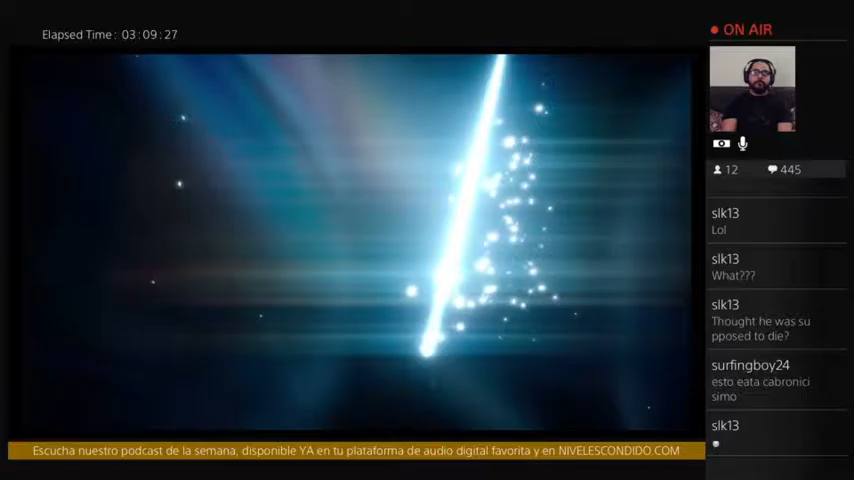 Elapsed Time: 03:09:27
ON AIR
12 445
slk13
Lol
slk13
What???
slk13
Thought he was su
pposed to die?
surfingboy24
esto eata cabronici
simo
slk13
Escucha nuestro podcast de la semana, disponible YA en tu plataforma de audio digital favorita y en NIVELESCONDIDO.COM